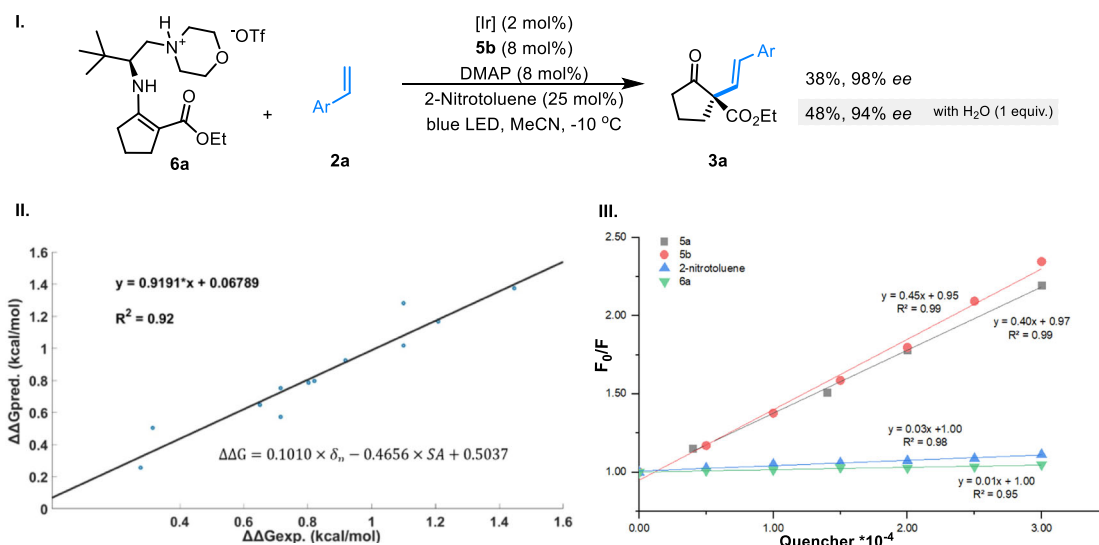 I.
H
N+
-OTf
O
NH
O
OEt
6a
+
Ar
2a
[Ir] (2 mol%)
5b (8 mol%)
DMAP (8 mol%)
2-Nitrotoluene (25 mol%)
blue LED, MeCN, -10 °C
O
Ar
CO2Et
3a
38%, 98% ee
48%, 94% ee with H2O (1 equiv.)
II.
1.6
1.4
1.2
1
0.8
0.6
0.4
0.2
0
0.4
0.6
0.8
1
1.2
1.4
1.6
ΔΔGpred. (kcal/mol)
ΔΔGexp. (kcal/mol)
y = 0.9191*x + 0.06789
R2 = 0.92
ΔΔG = 0.1010 × δn − 0.4656 × SA + 0.5037
III.
2.50
2.00
1.50
1.00
F0/F
5a
5b
2-nitrotoluene
6a
y = 0.45x + 0.95
R² = 0.99
y = 0.40x + 0.97
R² = 0.99
y = 0.03x +1.00
R² = 0.98
y = 0.01x + 1.00
R² = 0.95
0.00
1.00
2.00
3.00
Quencher *10-4